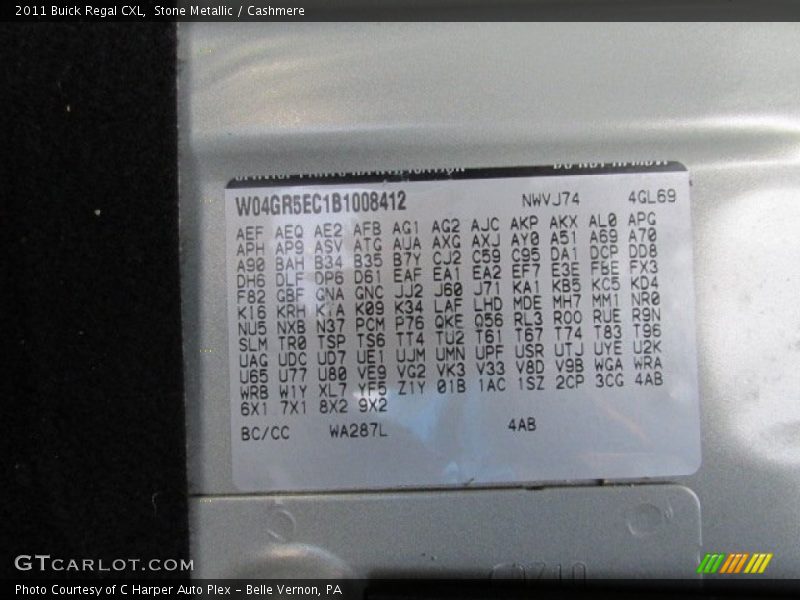 2011 Buick Regal CXL, Stone Metallic / Cashmere
W04GR5EC1B1008412 NWVJ74 4GL69
AEF AEQ AE2 AFB AG1 AG2 AJC AKP AKX AL0 APG
APH AP9 ASV ATG AUA AXG AXJ AY0 A51 A69 A70
A90 BAH B34 B35 B7Y CJ2 C59 C95 DA1 DCP DD8
DH6 DLF DP6 D61 EAF EA1 EA2 EF7 E3E FBE FX3
F82 GBF GNA GNC JJ2 J60 J71 KA1 KB5 KC5 KD4
K16 KRH K1A K09 K34 LAF LHD MDE MH7 MM1 NR0
NU5 NXB N37 PCM P76 QKE Q56 RL3 ROO RUE R9N
SLM TR0 TSP TS6 TT4 TU2 T61 T67 T74 T83 T96
UAG UDC UD7 UE1 UJM UMN UPF USR UTJ UYE U2K
U65 U77 U80 VE9 VG2 VK3 V33 V8D V9B WGA WRA
WRB W1Y XL7 YF5 Z1Y 01B 1AC 1SZ 2CP 3CG 4AB
6X1 7X1 8X2 9X2
BC/CC WA287L 4AB
GTCARLOT.COM
Photo Courtesy of C Harper Auto Plex - Belle Vernon, PA